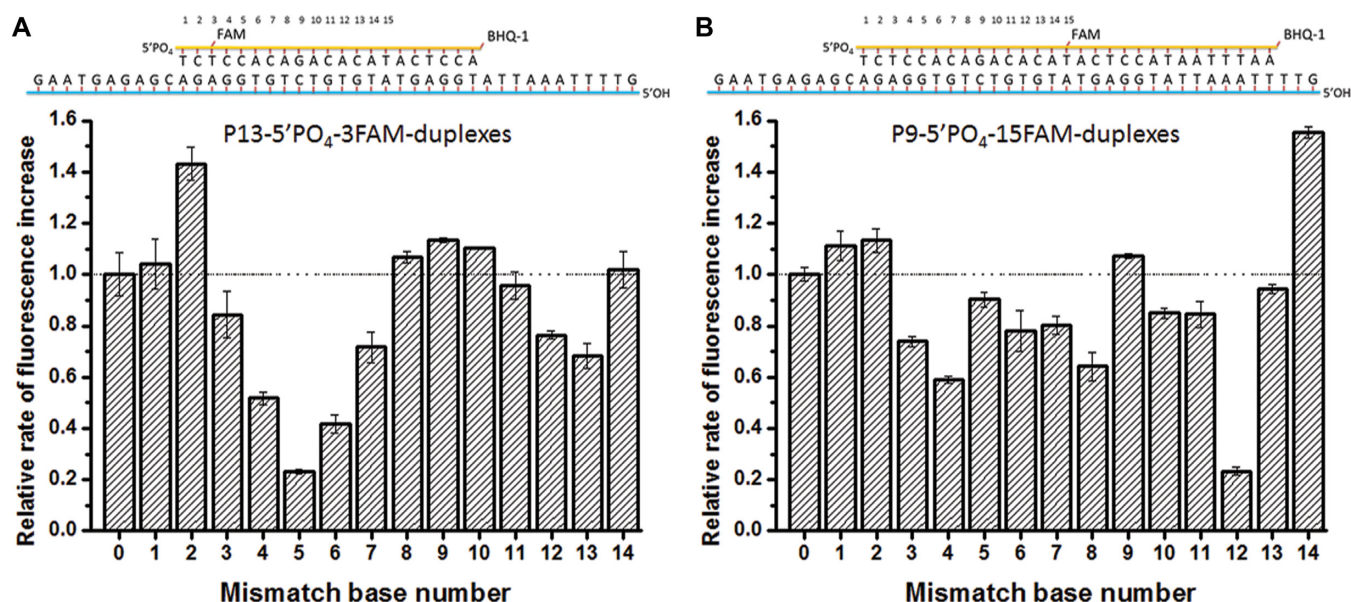 A
1 2 3 4 5 6 7 8 9 10 11 12 13 14 15
FAM
BHQ-1
5'PO4
T C T C C A C A G A C A C A T A C T C C A
G A A T G A G A G C A G A G G T G T C T G T G T A T G A G G T A T T A A A T T T T G
5'OH
P13-5'PO4-3FAM-duplexes
Relative rate of fluorescence increase
1.6
1.4
1.2
1.0
0.8
0.6
0.4
0.2
0.0
0 1 2 3 4 5 6 7 8 9 10 11 12 13 14
Mismatch base number
B
1 2 3 4 5 6 7 8 9 10 11 12 13 14 15
FAM
BHQ-1
5'PO4
T C T C C A C A G A C A C A T A C T C C A T A A T T T A A
G A A T G A G A G C A G A G G T G T C T G T G T A T G A G G T A T T A A A T T T T G
5'OH
P9-5'PO4-15FAM-duplexes
Relative rate of fluorescence increase
1.6
1.4
1.2
1.0
0.8
0.6
0.4
0.2
0.0
0 1 2 3 4 5 6 7 8 9 10 11 12 13 14
Mismatch base number